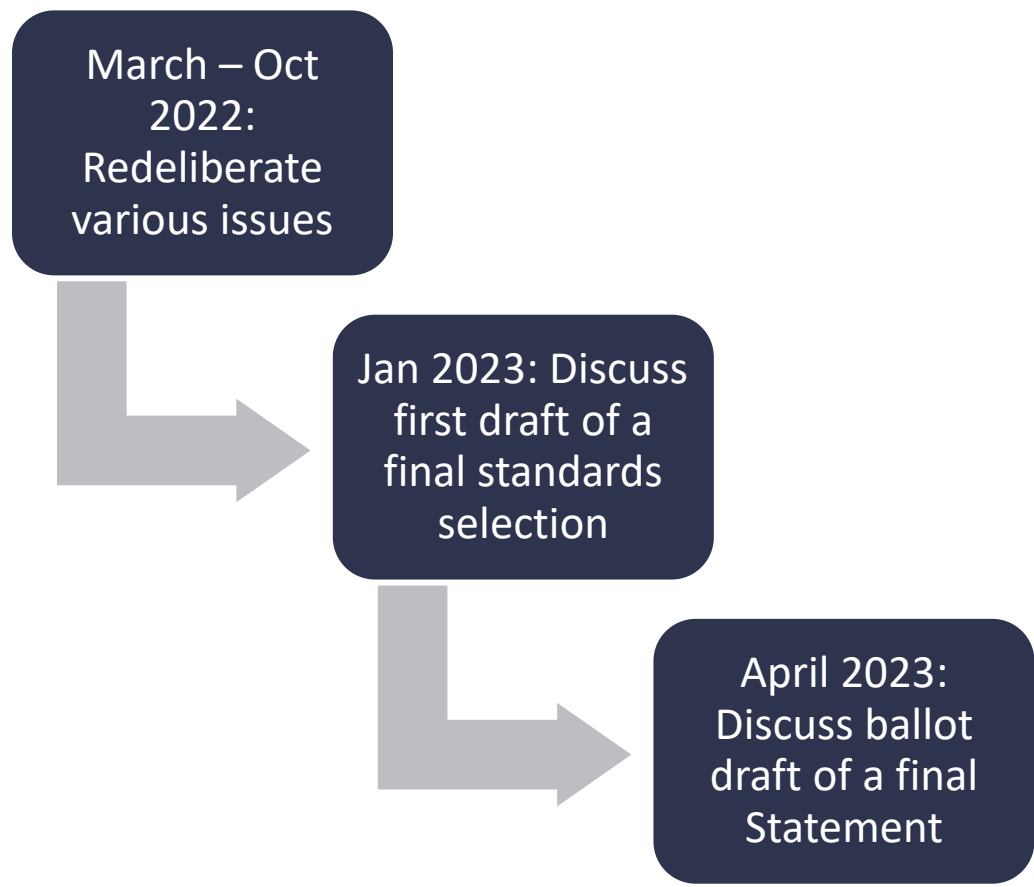 March – Oct
2022:
Redeliberate
various issues
Jan 2023: Discuss
first draft of a
final standards
selection
April 2023:
Discuss ballot
draft of a final
Statement